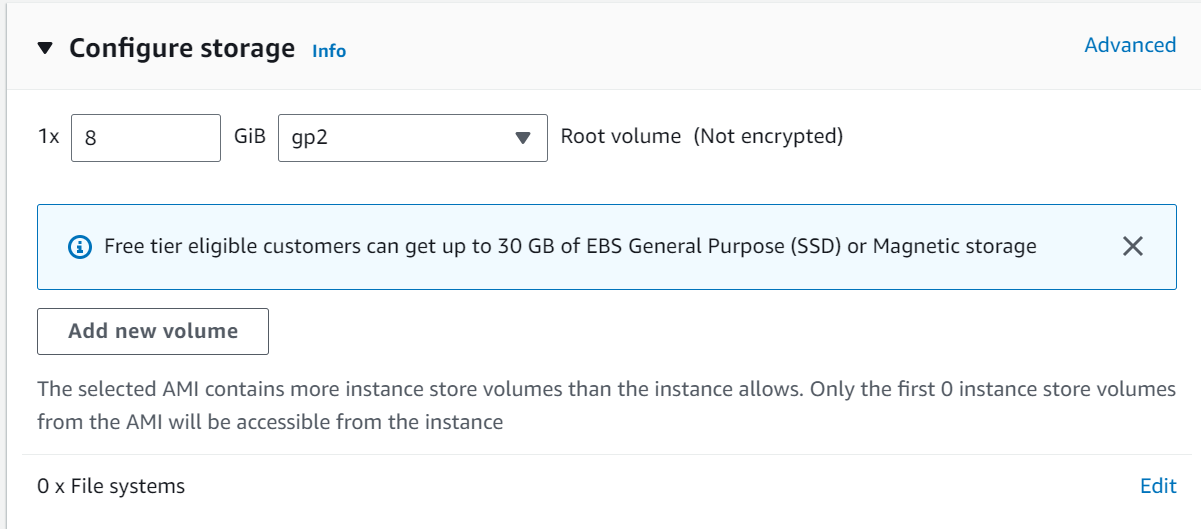 Configure storage Info Advanced
1x 8 GiB gp2 Root volume (Not encrypted)
Free tier eligible customers can get up to 30 GB of EBS General Purpose (SSD) or Magnetic storage
Add new volume
The selected AMI contains more instance store volumes than the instance allows. Only the first 0 instance store volumes
from the AMI will be accessible from the instance
0 x File systems Edit